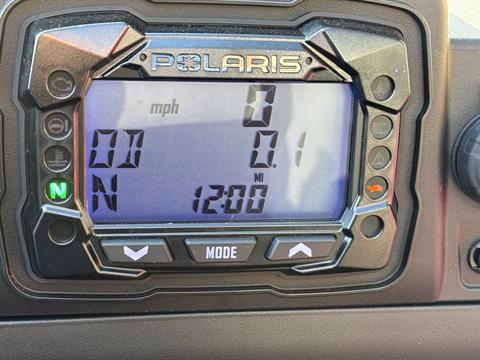 POLARIS
mph 0
OD 0.1
MI
N 12:00
N
MODE